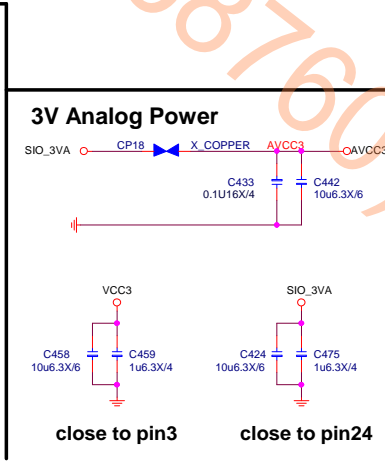 3V Analog Power
SIO_3VA CP18 X_COPPER AVCC3 AVCC3
C433 C442
0.1U16X/4 10u6.3X/6
VCC3 SIO_3VA
C458 C459 C424 C475
10u6.3X/6 1u6.3X/4 10u6.3X/6 1u6.3X/4
close to pin3 close to pin24